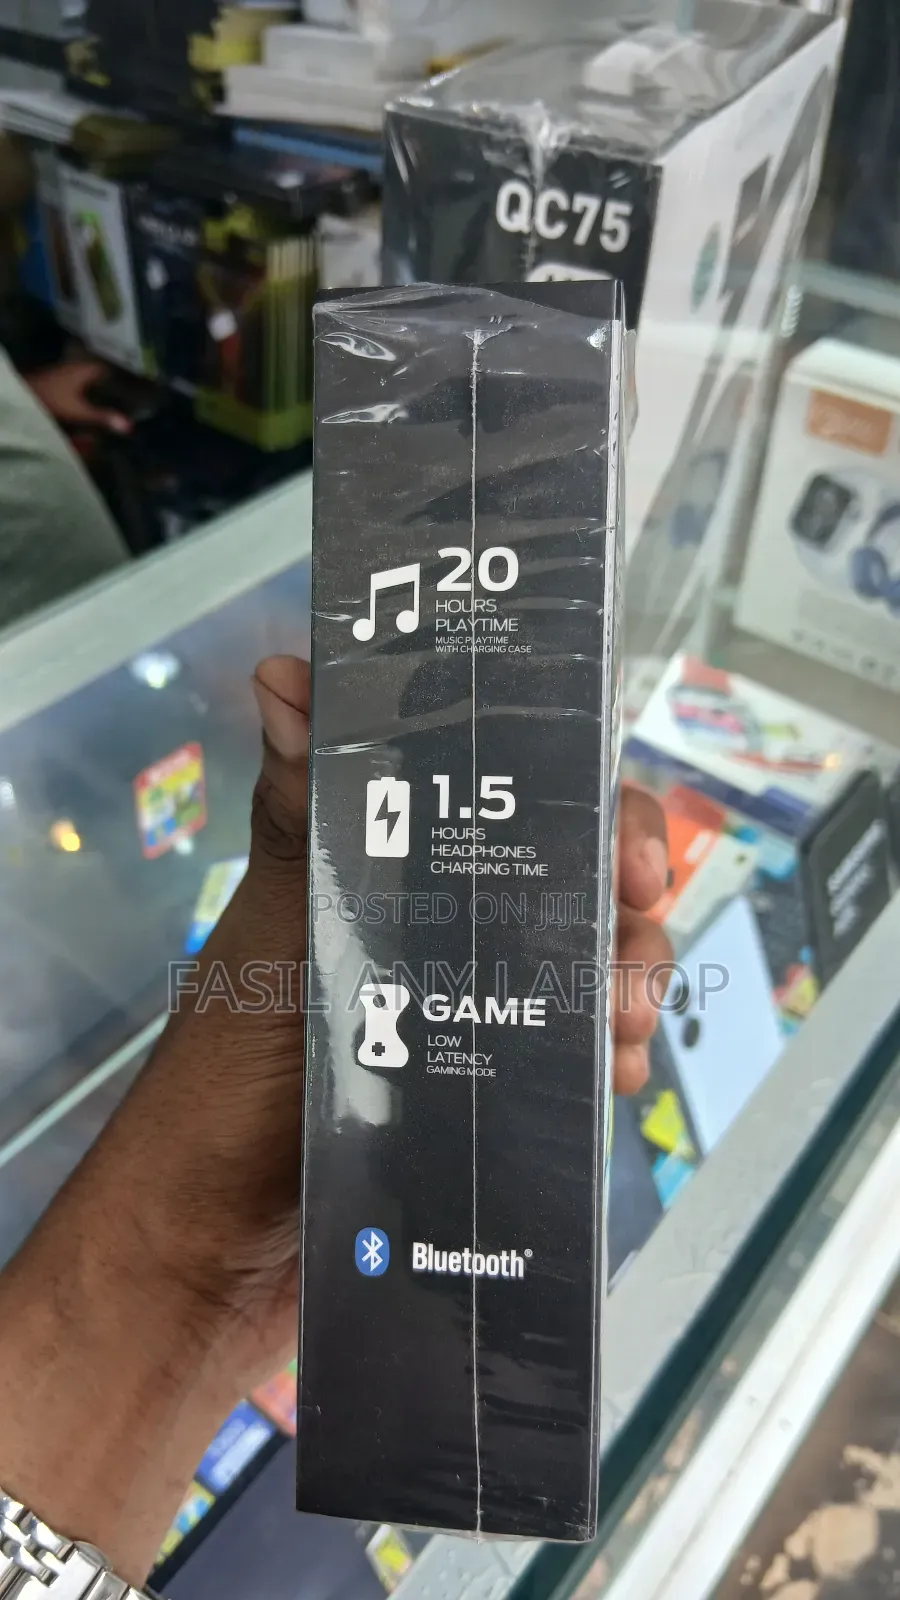 QC75
20
HOURS
PLAYTIME
MUSIC PLAYTIME
WITH CHARGING CASE
1.5
HOURS
HEADPHONES
CHARGING TIME
POSTED ON JIJI
FASIL ANY LAPTOP
GAME
LOW
LATENCY
GAMING MODE
Bluetooth®